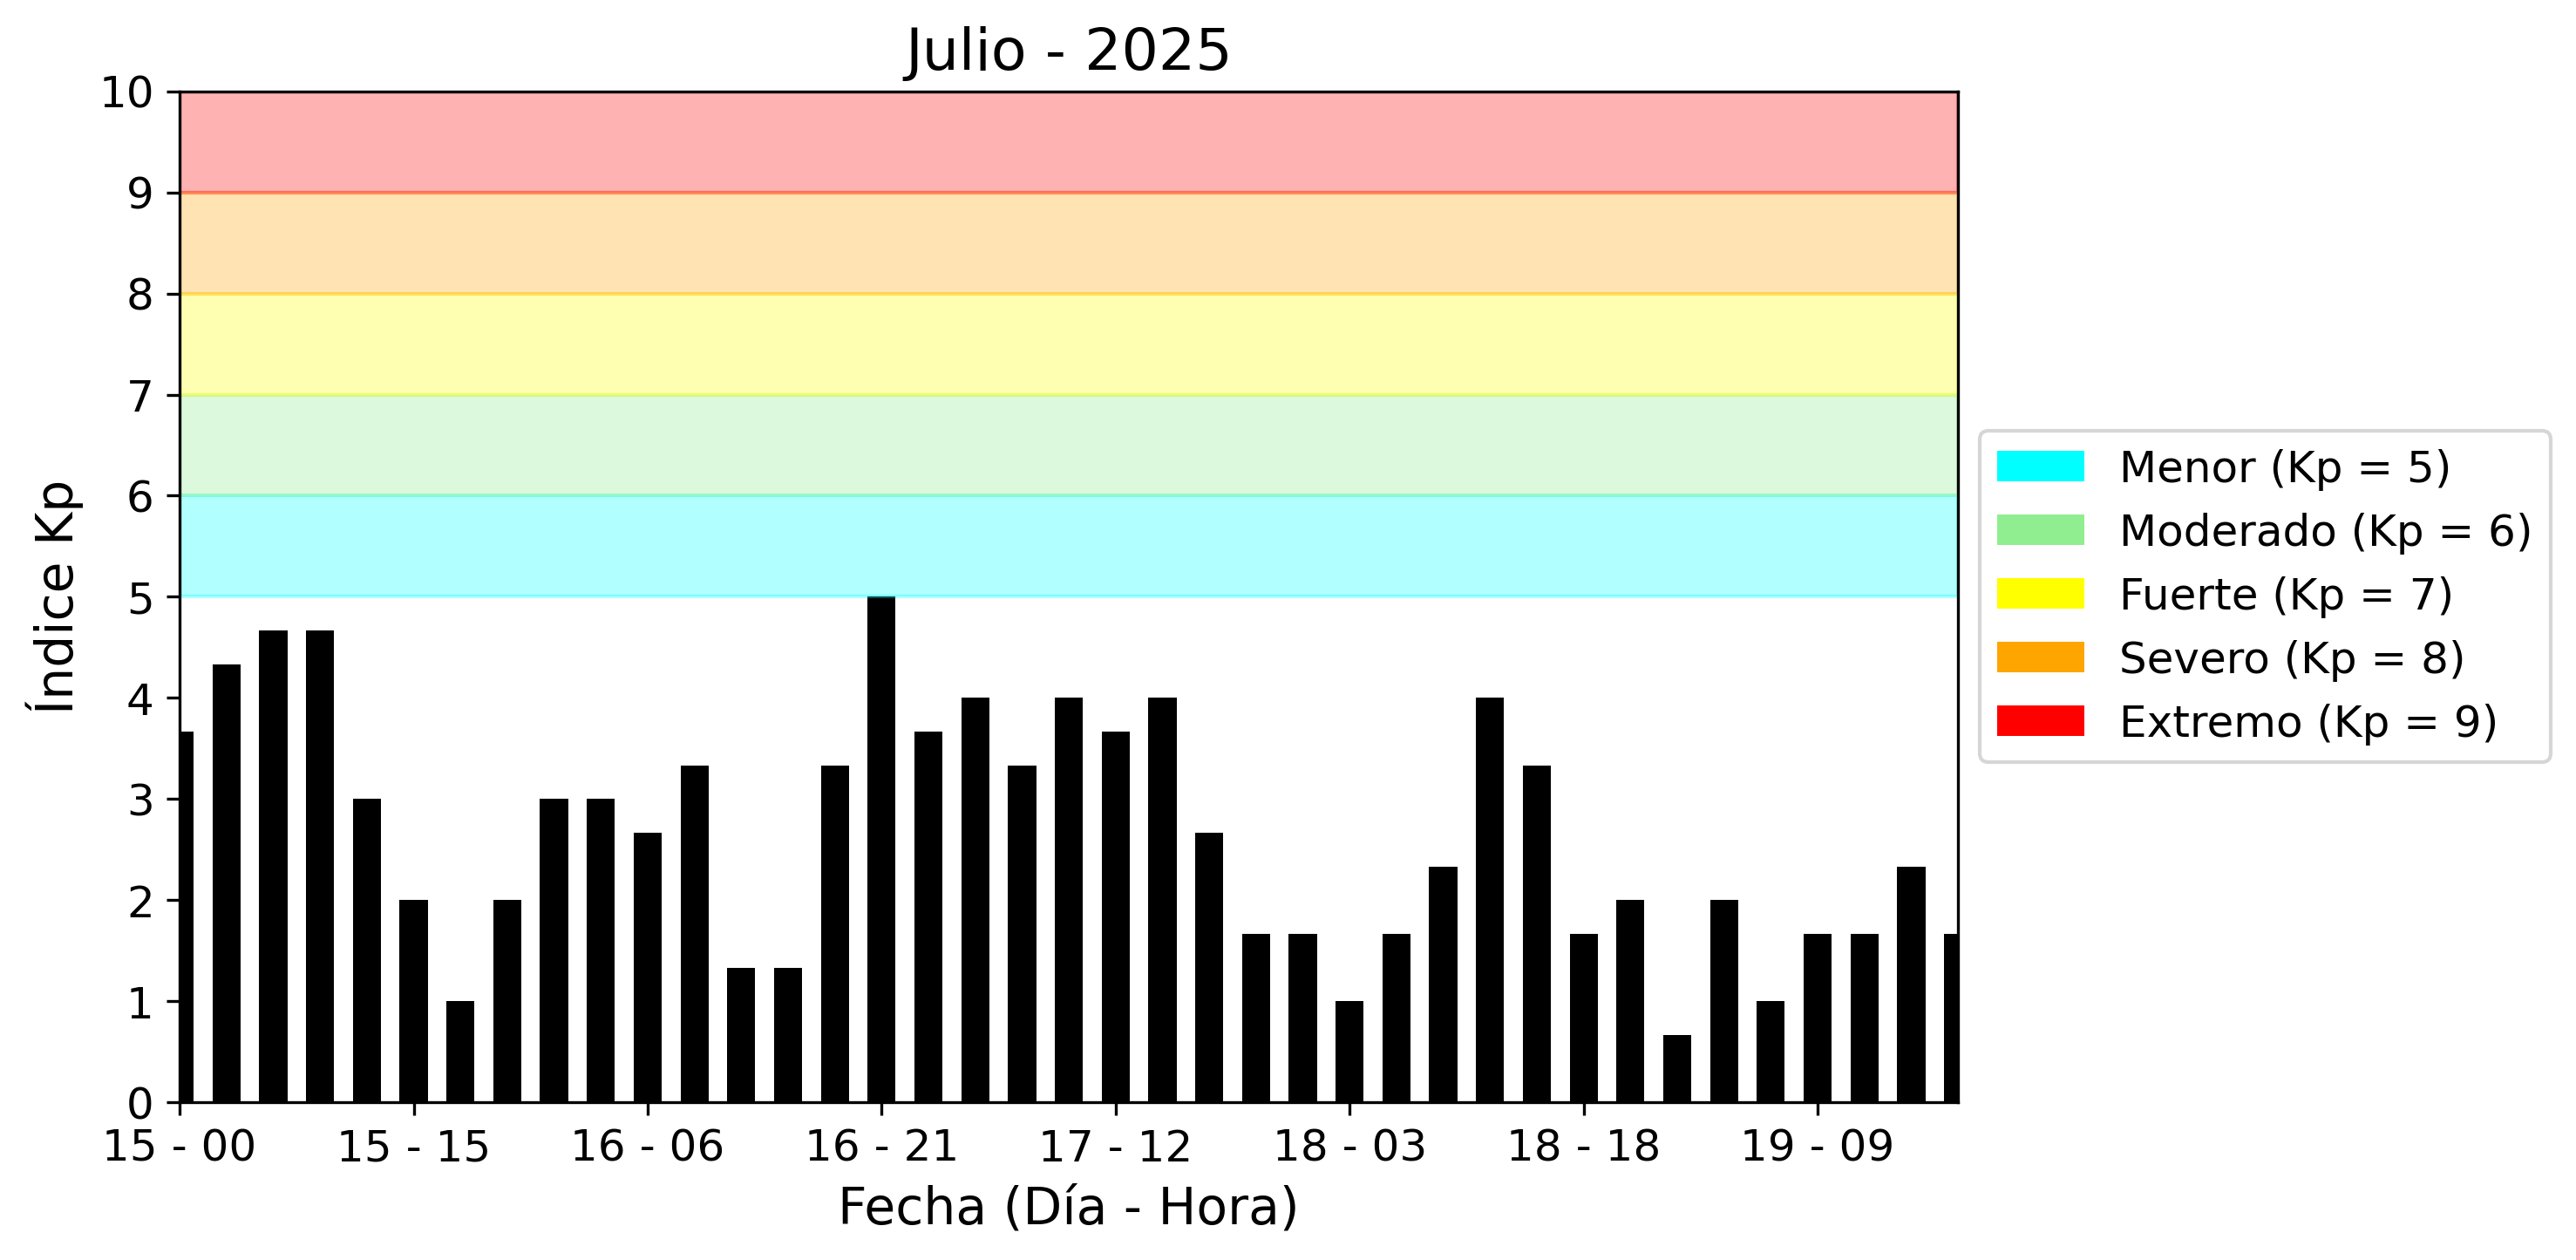 Julio - 2025
10
9
8
7
6
5
4
3
2
1
0
Índice Kp
15 - 00 15 - 15 16 - 06 16 - 21 17 - 12 18 - 03 18 - 18 19 - 09
Fecha (Día - Hora)
Menor (Kp = 5)
Moderado (Kp = 6)
Fuerte (Kp = 7)
Severo (Kp = 8)
Extremo (Kp = 9)